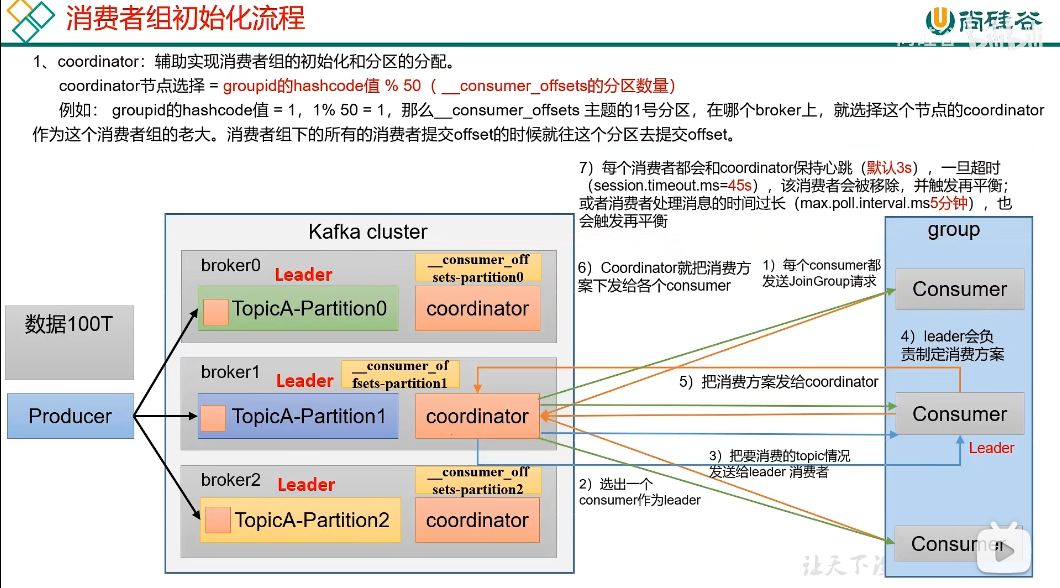 消费者组初始化流程
尚硅谷
1、coordinator：辅助实现消费者组的初始化和分区的分配。
coordinator节点选择 = groupid的hashcode值 % 50（ __consumer_offsets的分区数量）
例如： groupid的hashcode值 = 1，1% 50 = 1，那么__consumer_offsets 主题的1号分区，在哪个broker上，就选择这个节点的coordinator
作为这个消费者组的老大。消费者组下的所有的消费者提交offset的时候就往这个分区去提交offset。
7）每个消费者都会和coordinator保持心跳（默认3s），一旦超时
（session.timeout.ms=45s），该消费者会被移除，并触发再平衡；
或者消费者处理消息的时间过长（max.poll.interval.ms5分钟），也
会触发再平衡
Kafka cluster
group
broker0
Leader
__consumer_off
sets-partition0
TopicA-Partition0
coordinator
6）Coordinator就把消费方
案下发给各个consumer
1）每个consumer都
发送JoinGroup请求
Consumer
数据100T
4）leader会负
责制定消费方案
broker1
Leader
__consumer_of
fsets-partition1
5）把消费方案发给coordinator
Producer
TopicA-Partition1
coordinator
Consumer
Leader
3）把要消费的topic情况
发送给leader 消费者
broker2
Leader
__consumer_off
sets-partition2
2）选出一个
consumer作为leader
TopicA-Partition2
coordinator
Consumer
让天下